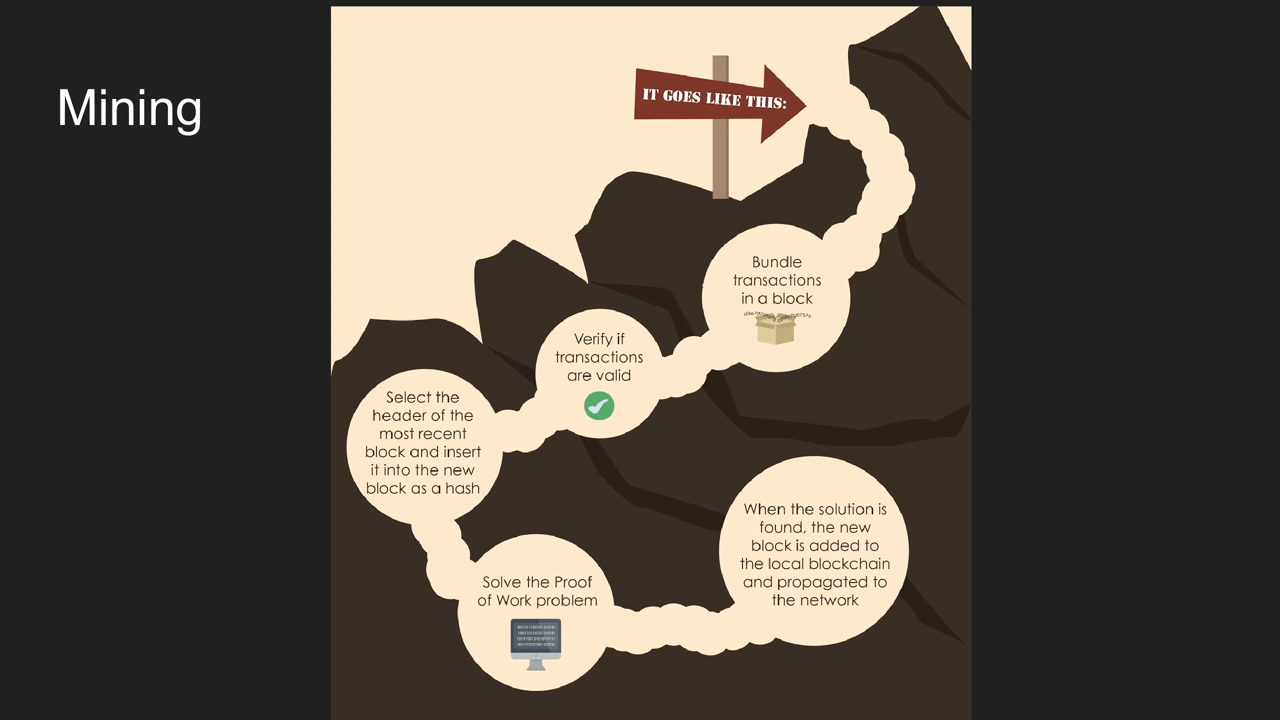 Mining
IT GOES LIKE THIS:
Bundle
transactions
in a block
Verify if
transactions
are valid
Select the
header of the
most recent
block and insert
it into the new
block as a hash
Solve the Proof
of Work problem
When the solution is
found, the new
block is added to
the local blockchain
and propagated to
the network